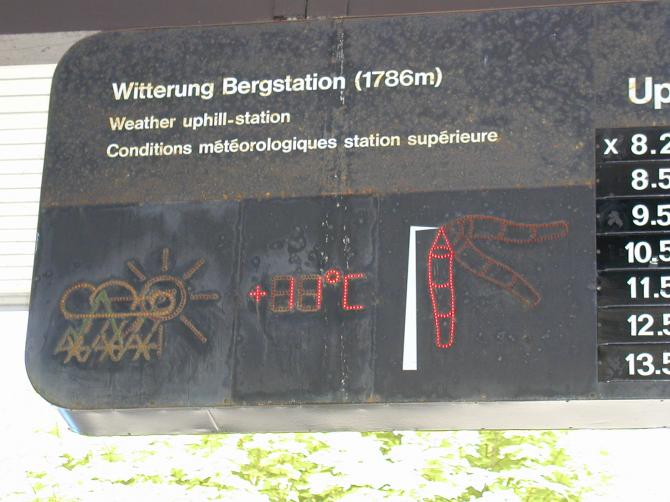 Witterung Bergstation (1786m)
Weather uphill-station
Conditions météorologiques station supérieure
+11°C
Up
x 8.2
8.5
9.5
10.5
11.5
12.5
13.5